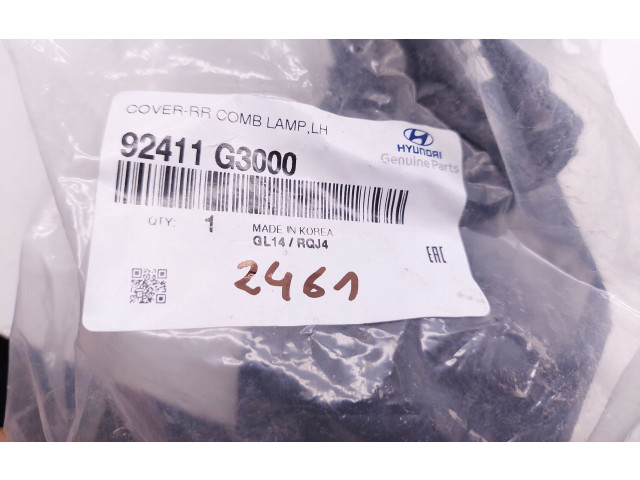 COVER-RR COMB LAMP,LH
92411 G3000
HYUNDAI
Genuine Parts
QTY: 1
MADE IN KOREA
GL14 / RQJ4
EAC
2461